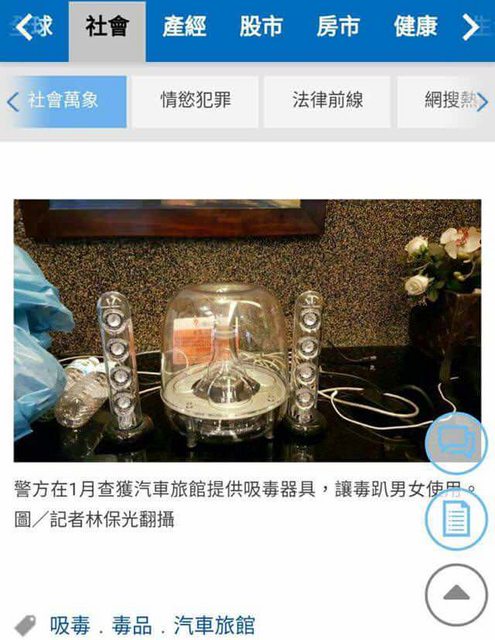 球 社會 產經 股市 房市 健康
社會萬象 情慾犯罪 法律前線 網搜熱
警方在1月查獲汽車旅館提供吸毒器具，讓毒趴男女使用。
圖／記者林保光翻攝
吸毒．毒品．汽車旅館